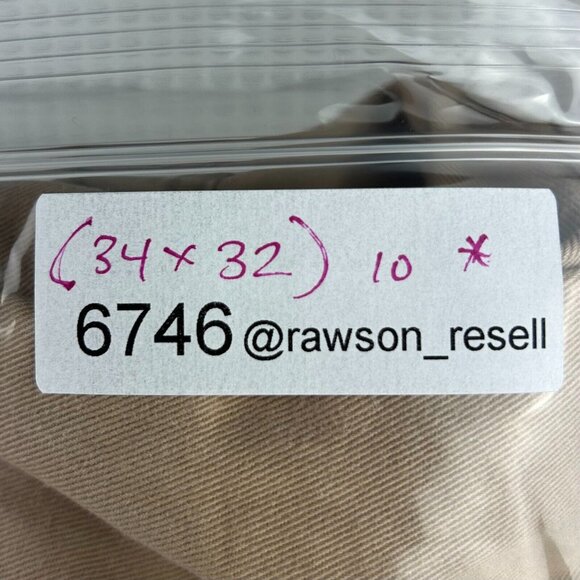 (34 x 32) 10 *
6746 @rawson_resell